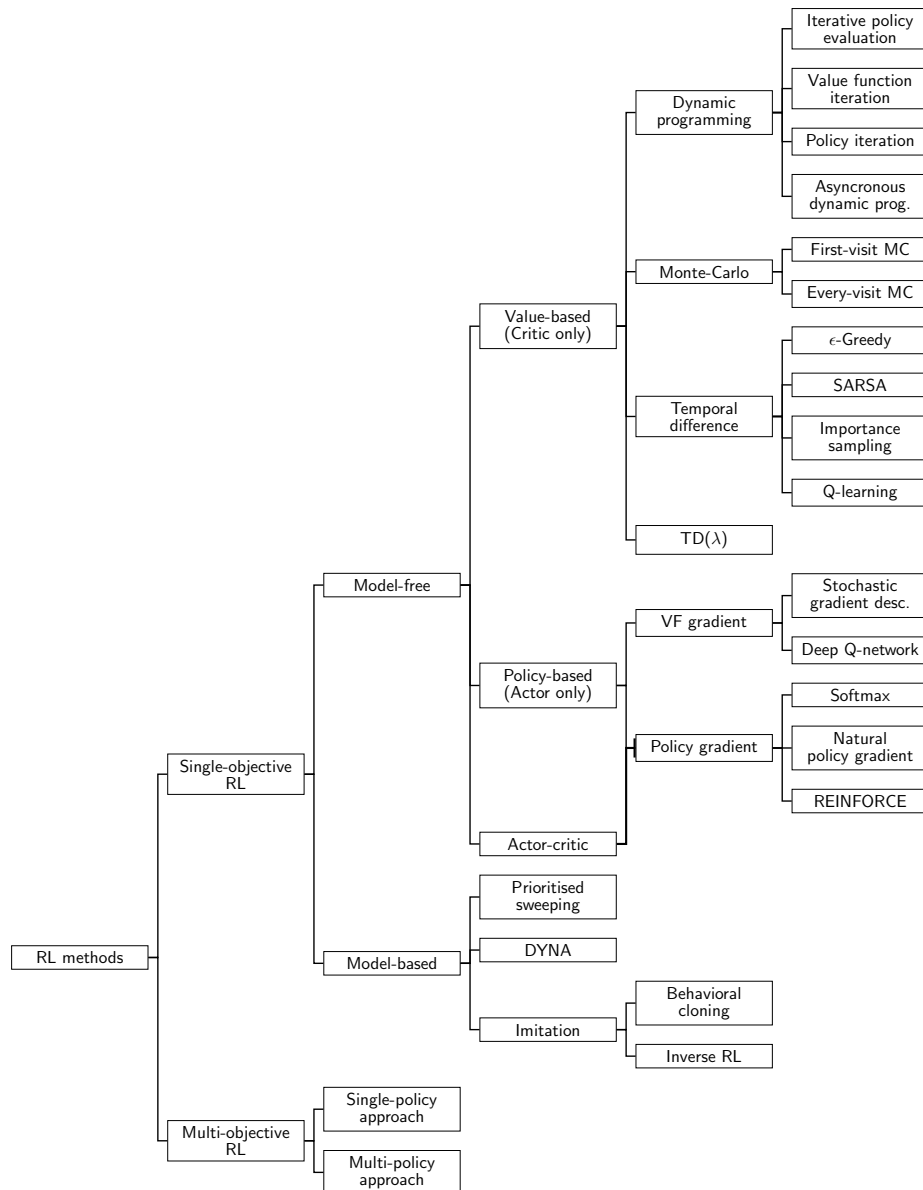 Iterative policy
evaluation
Value function
iteration
Dynamic
programming
Policy iteration
Asyncronous
dynamic prog.
First-visit MC
Monte-Carlo
Every-visit MC
Value-based
(Critic only)
ϵ-Greedy
SARSA
Temporal
difference
Importance
sampling
Q-learning
TD(λ)
Model-free
Stochastic
gradient desc.
VF gradient
Deep Q-network
Policy-based
(Actor only)
Softmax
Policy gradient
Natural
policy gradient
Single-objective
RL
REINFORCE
Actor-critic
Prioritised
sweeping
RL methods
Model-based
DYNA
Behavioral
cloning
Imitation
Inverse RL
Single-policy
approach
Multi-objective
RL
Multi-policy
approach